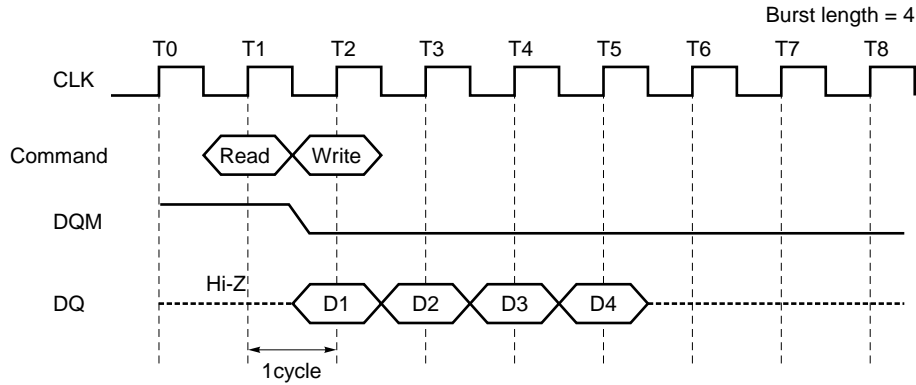 Burst length = 4
T0 T1 T2 T3 T4 T5 T6 T7 T8
CLK
Command Read Write
DQM
Hi-Z
DQ D1 D2 D3 D4
1cycle